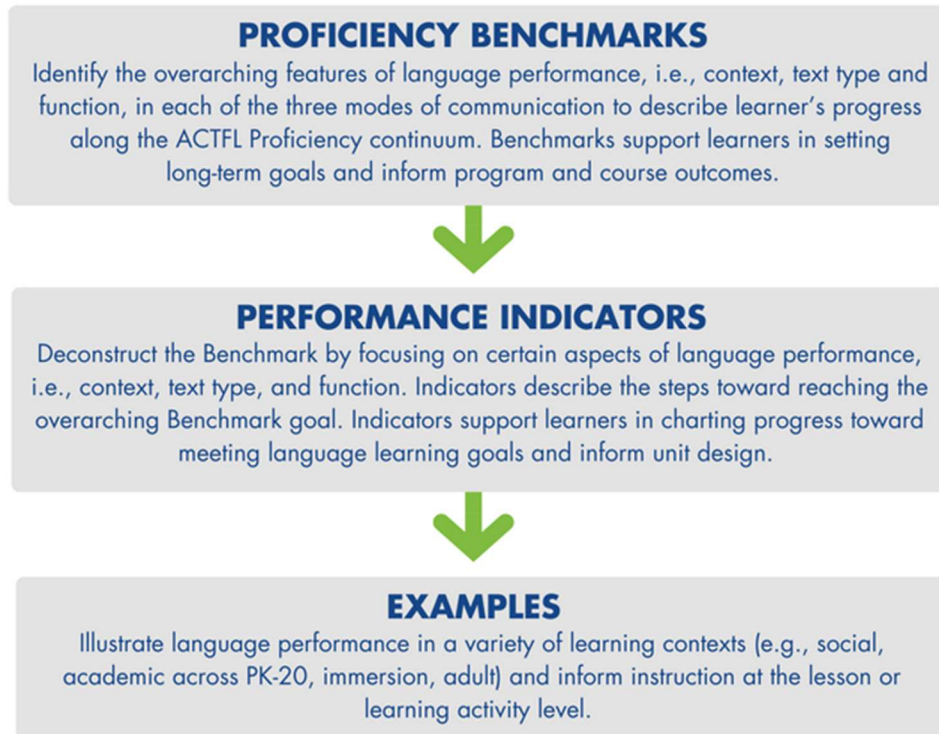 PROFICIENCY BENCHMARKS
Identify the overarching features of language performance, i.e., context, text type and
function, in each of the three modes of communication to describe learner's progress
along the ACTFL Proficiency continuum. Benchmarks support learners in setting
long-term goals and inform program and course outcomes.
PERFORMANCE INDICATORS
Deconstruct the Benchmark by focusing on certain aspects of language performance,
i.e., context, text type, and function. Indicators describe the steps toward reaching the
overarching Benchmark goal. Indicators support learners in charting progress toward
meeting language learning goals and inform unit design.
EXAMPLES
Illustrate language performance in a variety of learning contexts (e.g., social,
academic across PK-20, immersion, adult) and inform instruction at the lesson or
learning activity level.